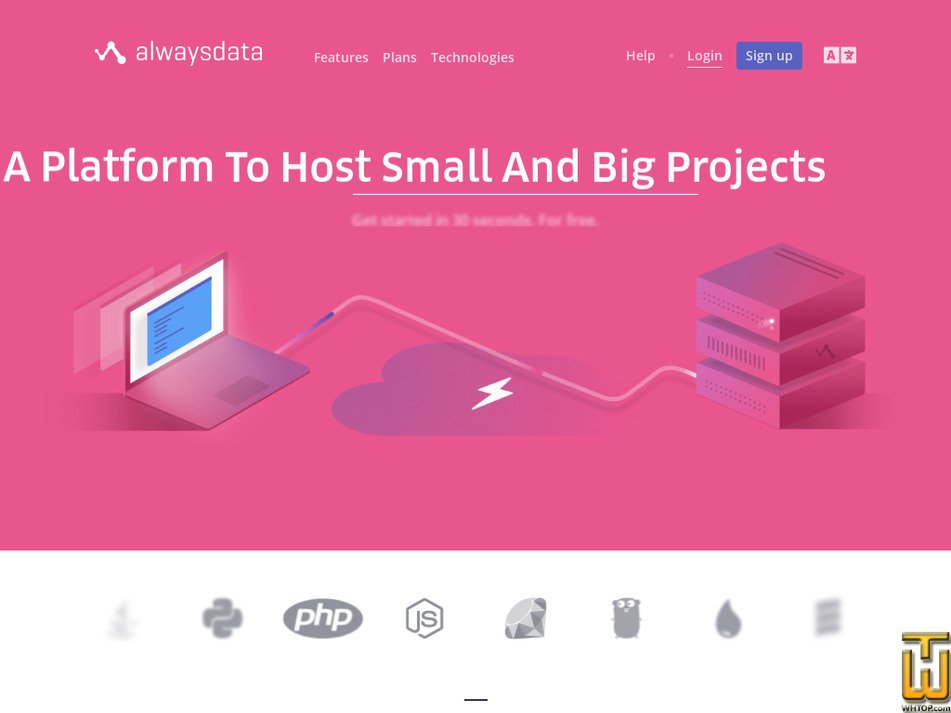 alwaysdata
Features Plans Technologies
Help • Login Sign up
A
A Platform To Host Small And Big Projects
Get started in 30 seconds. For free.
php
JS
WHTOP.com